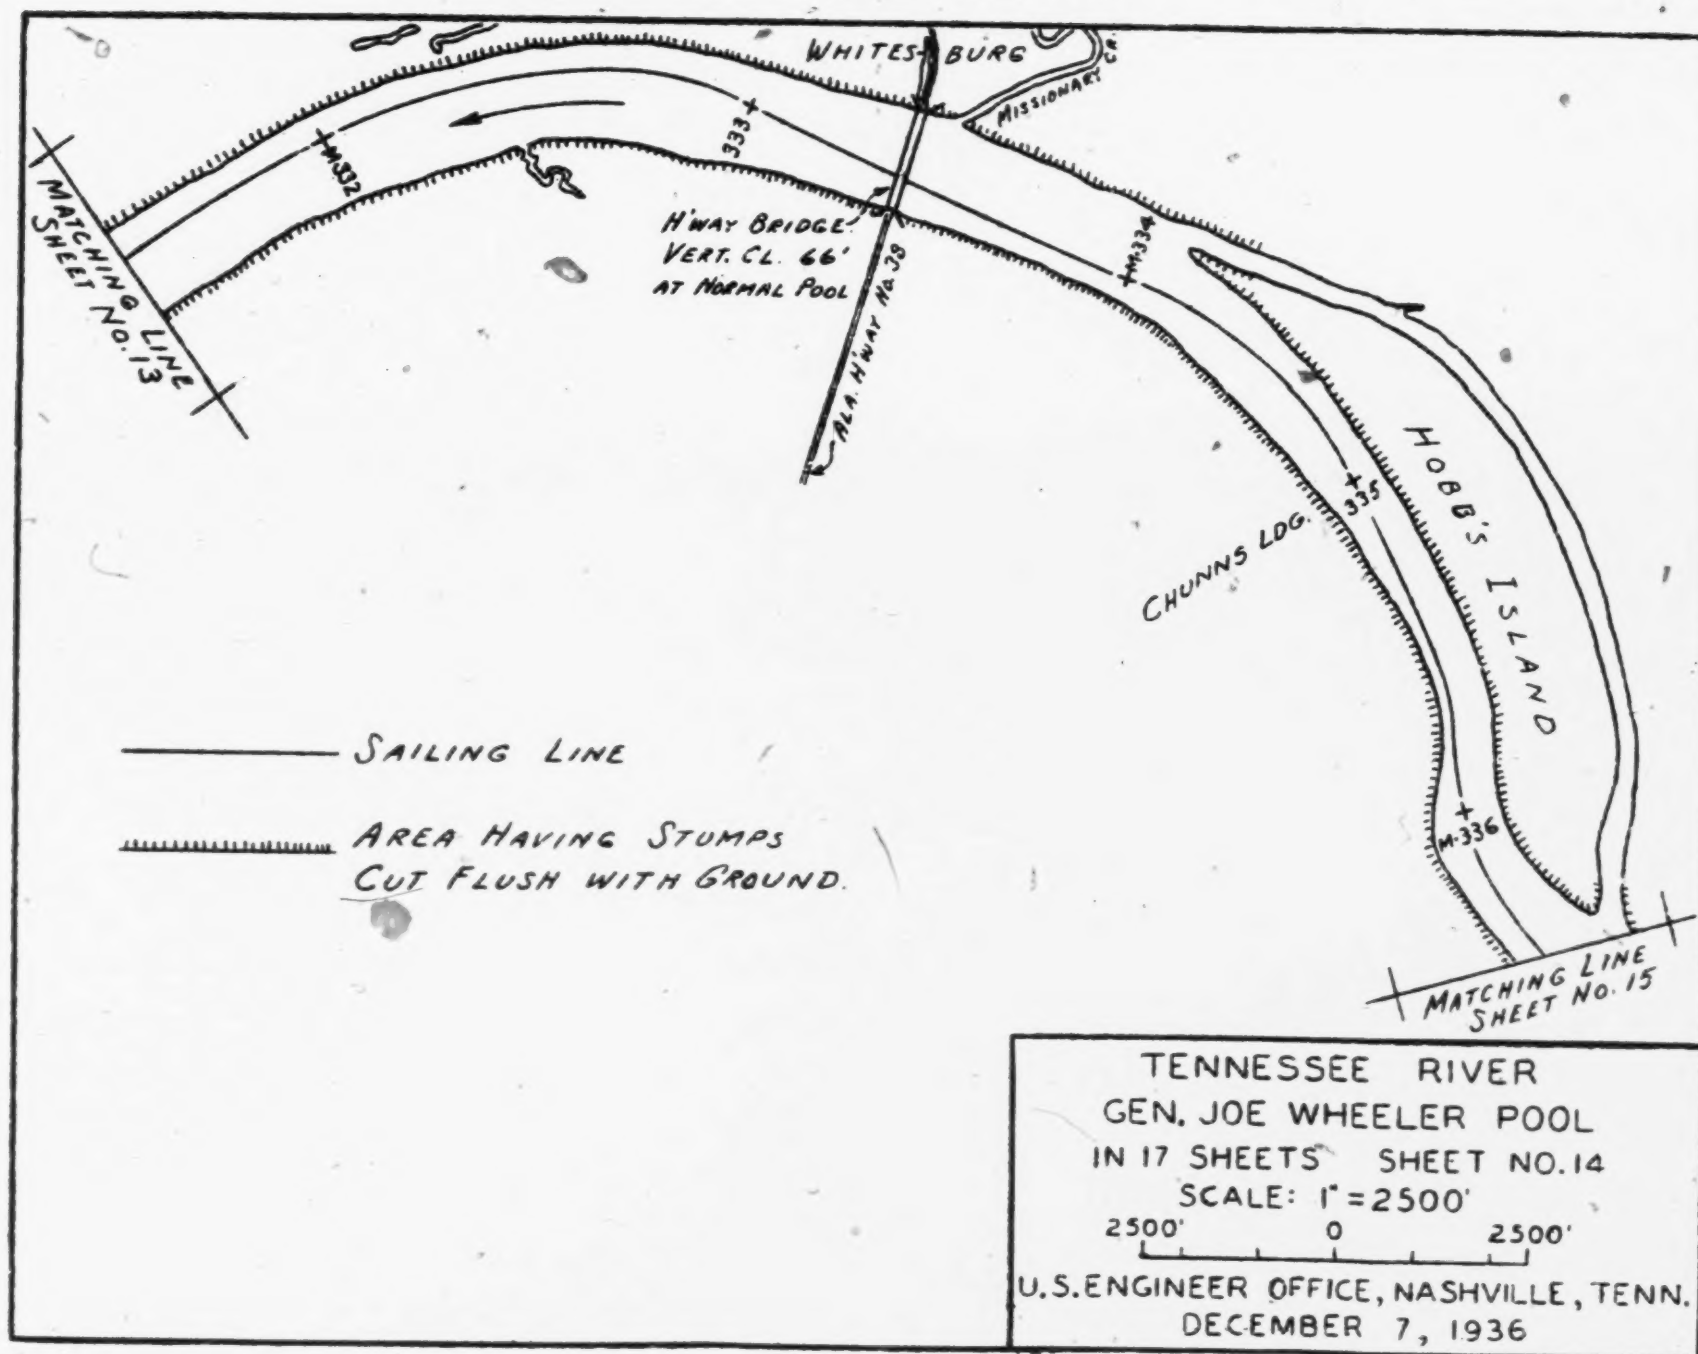 WHITES-BURG
MISSIONARY CR.
M.332
333
M.334
335
M.336
MATCHING LINE
SHEET NO.13
H'WAY BRIDGE
VERT. CL. 66'
AT NORMAL POOL
ALA. H'WAY No. 38
HOBB'S ISLAND
CHUNNS LDG.
SAILING LINE
AREA HAVING STUMPS
CUT FLUSH WITH GROUND.
MATCHING LINE
SHEET NO. 15
TENNESSEE RIVER
GEN. JOE WHEELER POOL
IN 17 SHEETS SHEET NO.14
SCALE: 1" = 2500'
2500' 0 2500'
U.S. ENGINEER OFFICE, NASHVILLE, TENN.
DECEMBER 7, 1936